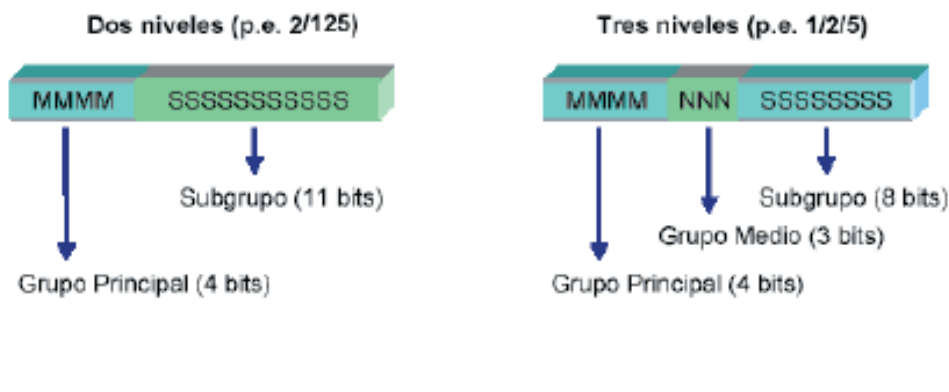 Dos niveles (p.e. 2/125)
MMMM SSSSSSSSSSS
Subgrupo (11 bits)
Grupo Principal (4 bits)
Tres niveles (p.e. 1/2/5)
MMMM NNN SSSSSSSS
Subgrupo (8 bits)
Grupo Medio (3 bits)
Grupo Principal (4 bits)